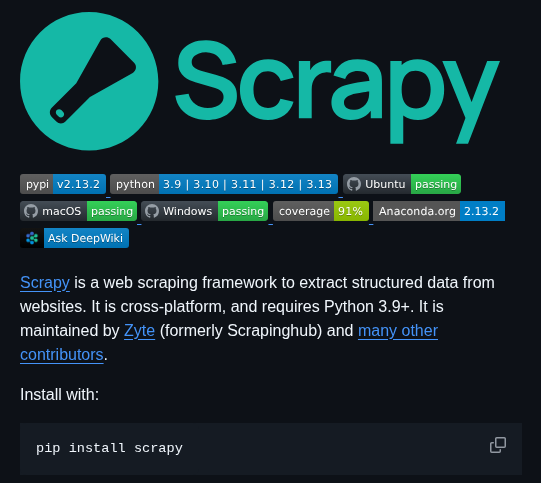 Scrapy
pypi v2.13.2 python 3.9 | 3.10 | 3.11 | 3.12 | 3.13 Ubuntu passing
macOS passing Windows passing coverage 91% Anaconda.org 2.13.2
Ask DeepWiki
Scrapy is a web scraping framework to extract structured data from
websites. It is cross-platform, and requires Python 3.9+. It is
maintained by Zyte (formerly Scrapinghub) and many other
contributors.
Install with:
pip install scrapy